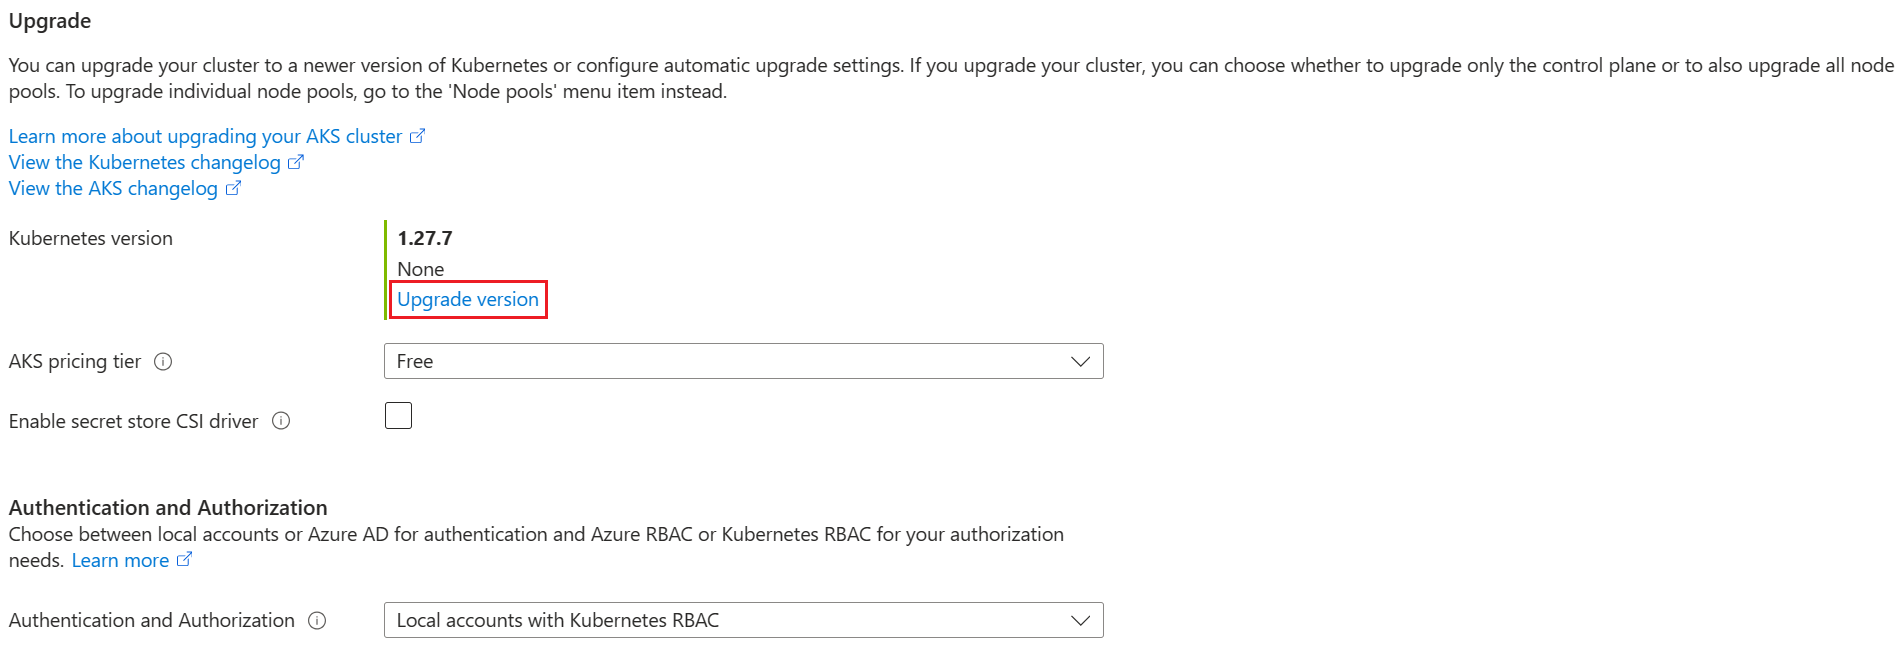 Upgrade
You can upgrade your cluster to a newer version of Kubernetes or configure automatic upgrade settings. If you upgrade your cluster, you can choose whether to upgrade only the control plane or to also upgrade all node
pools. To upgrade individual node pools, go to the 'Node pools' menu item instead.
Learn more about upgrading your AKS cluster
View the Kubernetes changelog
View the AKS changelog
Kubernetes version
1.27.7
None
Upgrade version
AKS pricing tier
Free
Enable secret store CSI driver
Authentication and Authorization
Choose between local accounts or Azure AD for authentication and Azure RBAC or Kubernetes RBAC for your authorization
needs. Learn more
Authentication and Authorization
Local accounts with Kubernetes RBAC